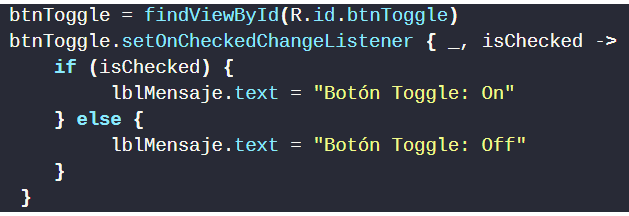 btnToggle = findViewById(R.id.btnToggle)
btnToggle.setOnCheckedChangeListener { _, isChecked ->
    if (isChecked) {
         lblMensaje.text = "Botón Toggle: On"
    } else {
         lblMensaje.text = "Botón Toggle: Off"
    }
 }